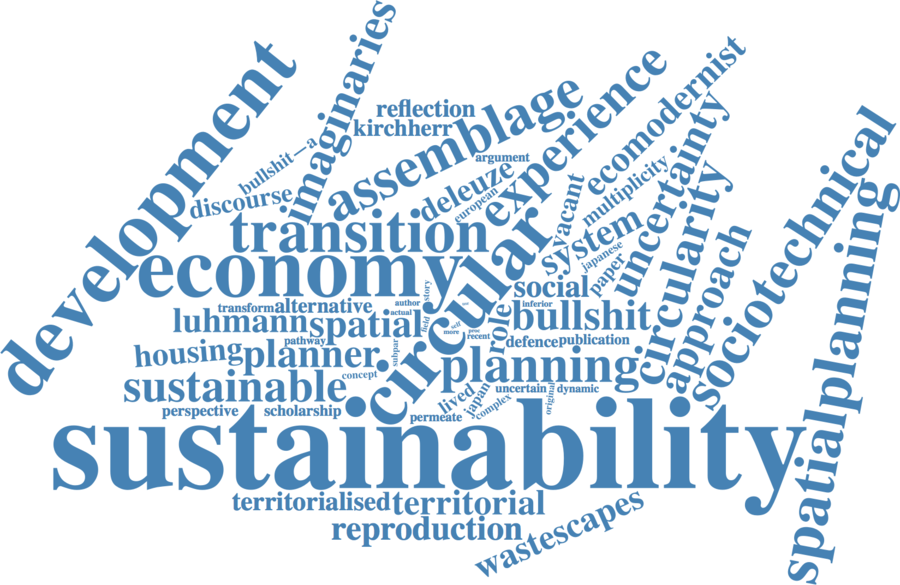 imaginaries
development
reflection
kirchherr
assemblage
experience
ecomodernist
bullshit—a
discourse
argument
deleuze
european
vacant
multiplicity
uncertainty
sociotechnical
transition
circular
system
japanese
paper
circularity
spatialplanning
economy
social
approach
story
transform
alternative
author
actual
inferior
luhmann
spatial
field
self
more
proc
recent
role
bullshit
pathway
defence
publication
housing
planner
subpar
planning
concept
sustainable
uncertain
dynamic
original
lived
japan
complex
perspective
scholarship
permeate
sustainability
territorialised
territorial
reproduction
wastescapes